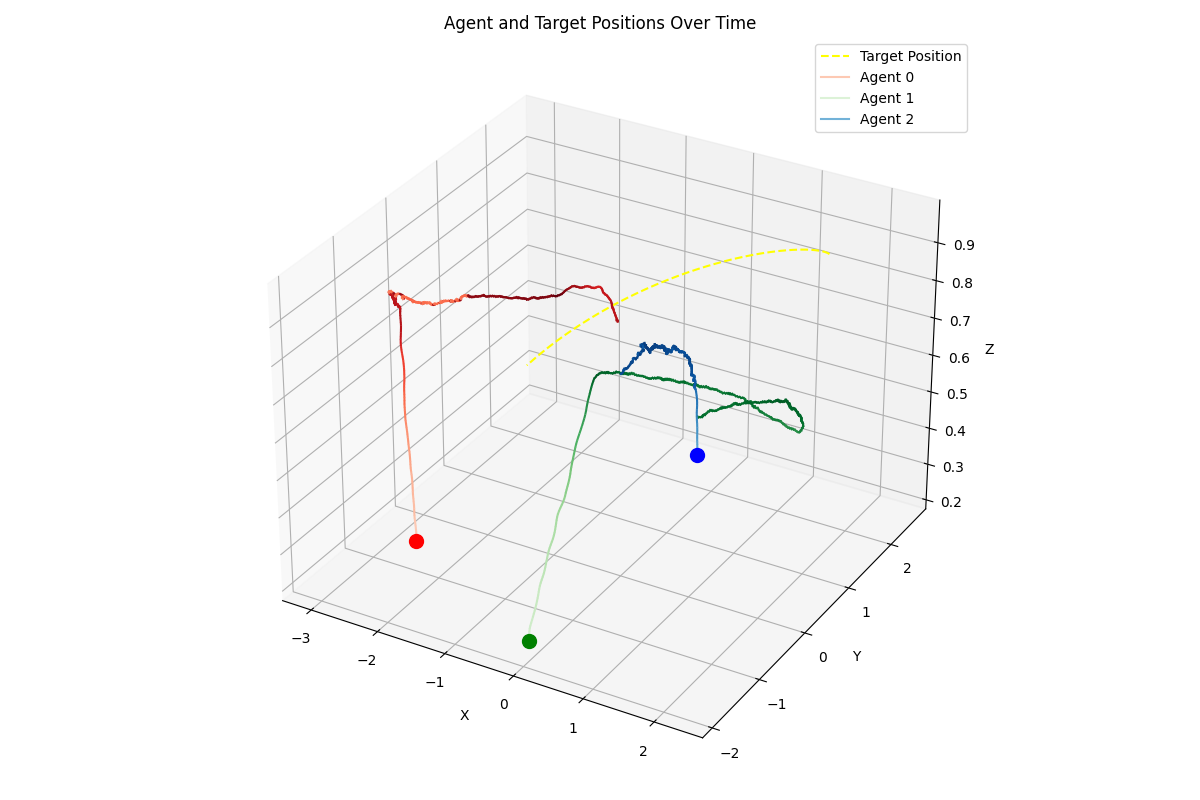 Agent and Target Positions Over Time
Target Position
Agent 0
Agent 1
Agent 2
0.9
0.8
0.7
0.6
0.5
0.4
0.3
0.2
Z
2
1
0
−1
−2
Y
−3
−2
−1
0
1
2
X